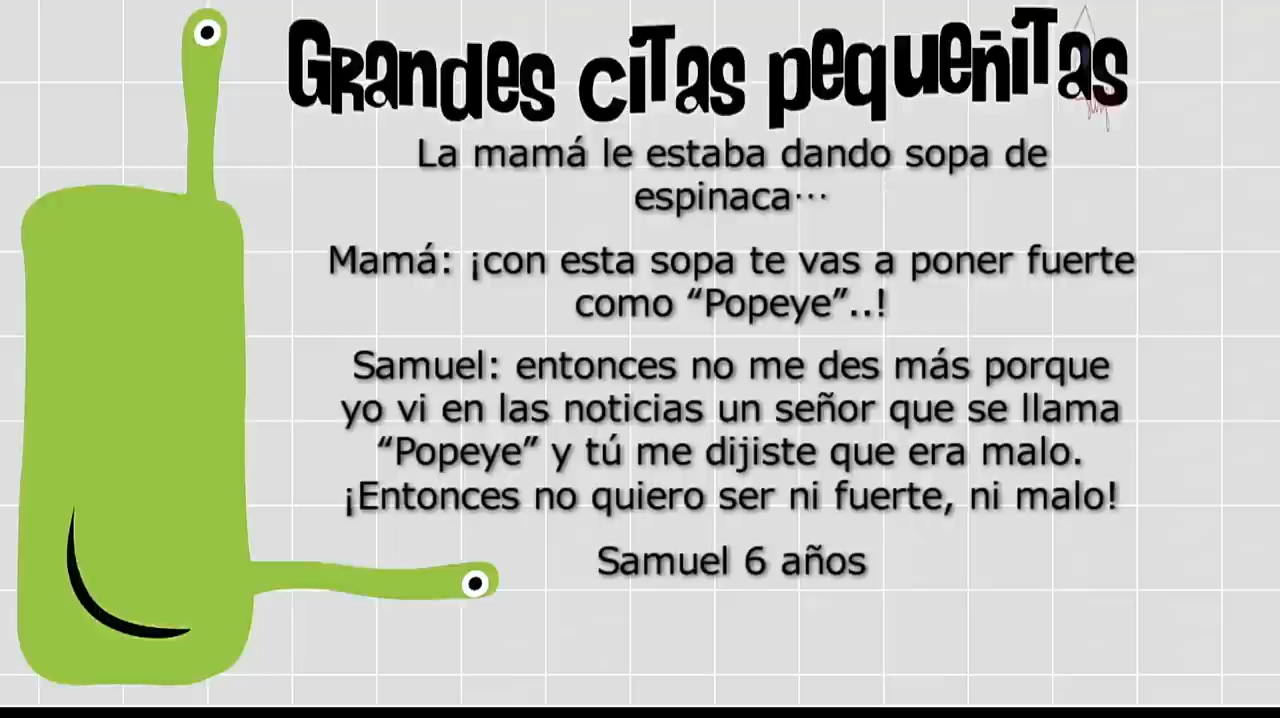 Grandes citas pequeñitas
La mamá le estaba dando sopa de
espinaca…
Mamá: ¡con esta sopa te vas a poner fuerte
como “Popeye”..!
Samuel: entonces no me des más porque
yo vi en las noticias un señor que se llama
“Popeye” y tú me dijiste que era malo.
¡Entonces no quiero ser ni fuerte, ni malo!
Samuel 6 años